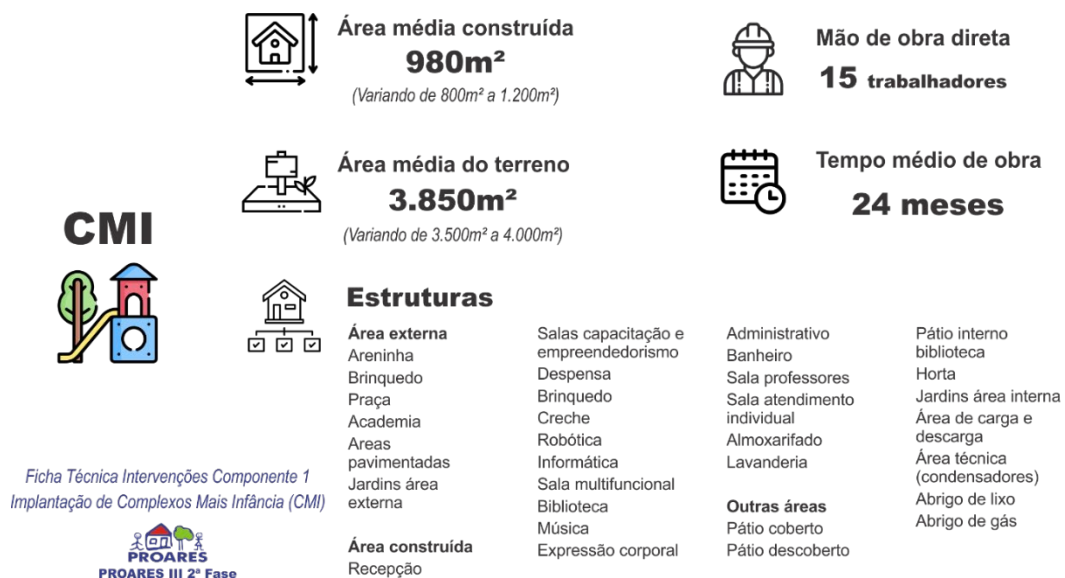 Área média construída
980m²
(Variando de 800m² a 1.200m²)
Mão de obra direta
15 trabalhadores
Área média do terreno
3.850m²
(Variando de 3.500m² a 4.000m²)
Tempo médio de obra
24 meses
CMI
Estruturas
Área externa
Areninha
Brinquedo
Praça
Academia
Areas
pavimentadas
Jardins área
externa
Área construída
Recepção
Salas capacitação e
empreendedorismo
Despensa
Brinquedo
Creche
Robótica
Informática
Sala multifuncional
Biblioteca
Música
Expressão corporal
Administrativo
Banheiro
Sala professores
Sala atendimento
individual
Almoxarifado
Lavanderia
Outras áreas
Pátio coberto
Pátio descoberto
Pátio interno
biblioteca
Horta
Jardins área interna
Área de carga e
descarga
Área técnica
(condensadores)
Abrigo de lixo
Abrigo de gás
Ficha Técnica Intervenções Componente 1
Implantação de Complexos Mais Infância (CMI)
PROARES
PROARES III 2ª Fase